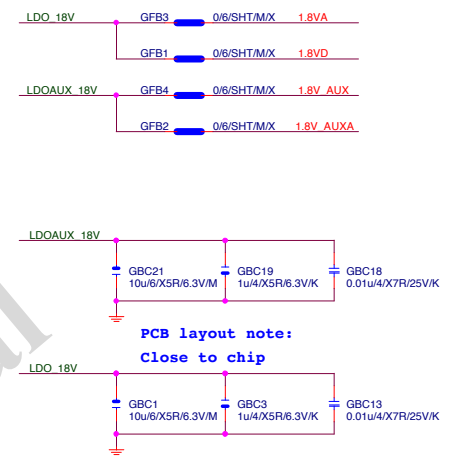 LDO_18V GFB3 0/6/SHT/M/X 1.8VA
GFB1 0/6/SHT/M/X 1.8VD
LDOAUX_18V GFB4 0/6/SHT/M/X 1.8V_AUX
GFB2 0/6/SHT/M/X 1.8V_AUXA
LDOAUX_18V
GBC21 GBC19 GBC18
10u/6/X5R/6.3V/M 1u/4/X5R/6.3V/K 0.01u/4/X7R/25V/K
PCB layout note:
Close to chip
LDO_18V
GBC1 GBC3 GBC13
10u/6/X5R/6.3V/M 1u/4/X5R/6.3V/K 0.01u/4/X7R/25V/K